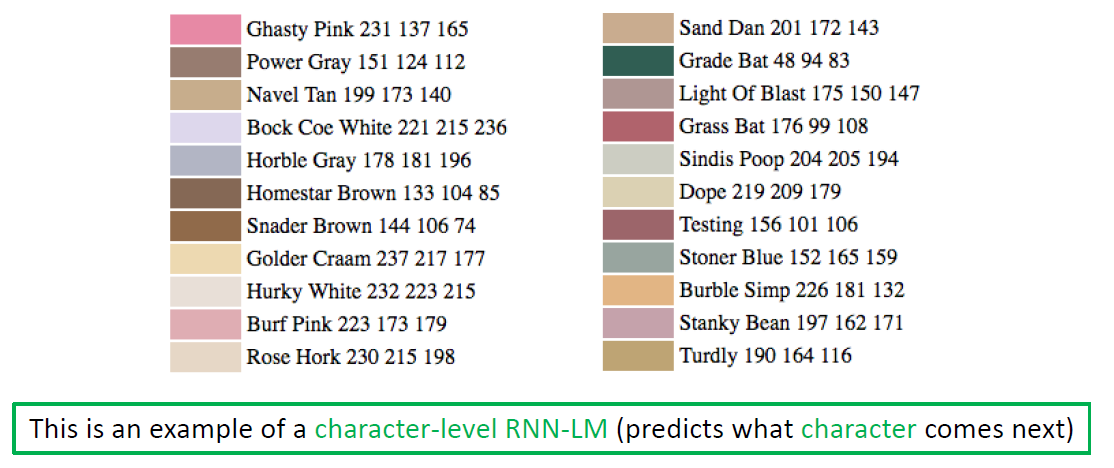 Ghasty Pink 231 137 165
Power Gray 151 124 112
Navel Tan 199 173 140
Bock Coe White 221 215 236
Horble Gray 178 181 196
Homestar Brown 133 104 85
Snader Brown 144 106 74
Golder Craam 237 217 177
Hurky White 232 223 215
Burf Pink 223 173 179
Rose Hork 230 215 198
Sand Dan 201 172 143
Grade Bat 48 94 83
Light Of Blast 175 150 147
Grass Bat 176 99 108
Sindis Poop 204 205 194
Dope 219 209 179
Testing 156 101 106
Stoner Blue 152 165 159
Burble Simp 226 181 132
Stanky Bean 197 162 171
Turdly 190 164 116
This is an example of a character-level RNN-LM (predicts what character comes next)